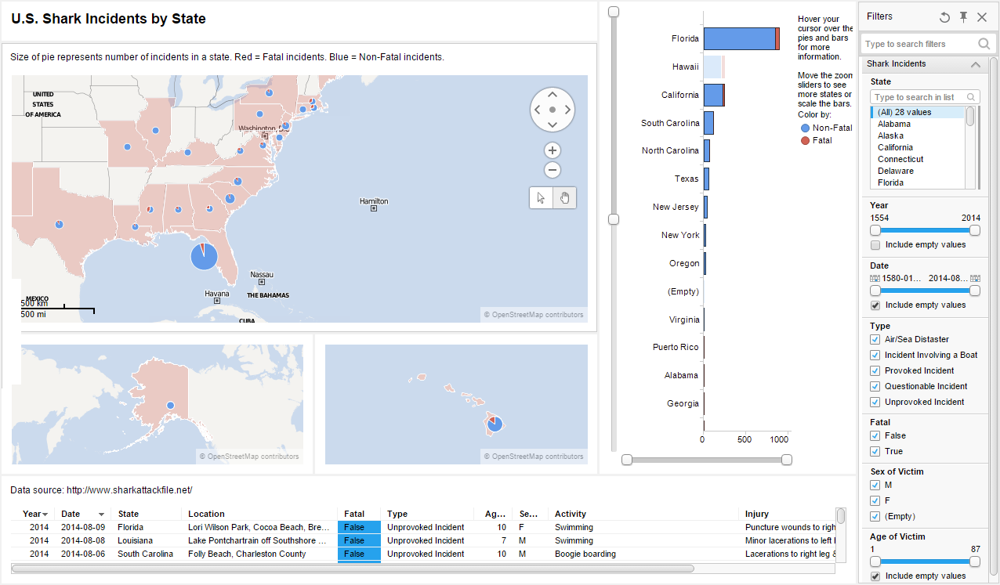 U.S. Shark Incidents by State
Size of pie represents number of incidents in a state. Red = Fatal incidents. Blue = Non-Fatal incidents.
UNITED
STATES
OF AMERICA
Washington, D.C.
Hamilton
Nassau
THE BAHAMAS
Havana
CUBA
MEXICO
500 km
500 mi
© OpenStreetMap contributors
© OpenStreetMap contributors
© OpenStreetMap contributors
Florida
Hawaii
California
South Carolina
North Carolina
Texas
New Jersey
New York
Oregon
(Empty)
Virginia
Puerto Rico
Alabama
Georgia
0 500 1000
Hover your
cursor over the
pies and bars
for more
information.
Move the zoom
sliders to see
more states or
scale the bars.
Color by:
Non-Fatal
Fatal
Data source: http://www.sharkattackfile.net/
Year Date State Location Fatal Type Ag... Se... Activity Injury
2014 2014-08-09 Florida Lori Wilson Park, Cocoa Beach, Bre... False Unprovoked Incident 10 F Swimming Puncture wounds to righ
2014 2014-08-08 Louisiana Lake Pontchartrain off Southshore ... False Unprovoked Incident 7 M Swimming Minor lacerations to left l
2014 2014-08-06 South Carolina Folly Beach, Charleston County False Unprovoked Incident 10 M Boogie boarding Lacerations to right leg &
Filters
Type to search filters
Shark Incidents
State
Type to search in list
(All) 28 values
Alabama
Alaska
California
Connecticut
Delaware
Florida
Year
1554 2014
Include empty values
Date
1580-01... 2014-08...
Include empty values
Type
Air/Sea Distaster
Incident Involving a Boat
Provoked Incident
Questionable Incident
Unprovoked Incident
Fatal
False
True
Sex of Victim
M
F
(Empty)
Age of Victim
1 87
Include empty values